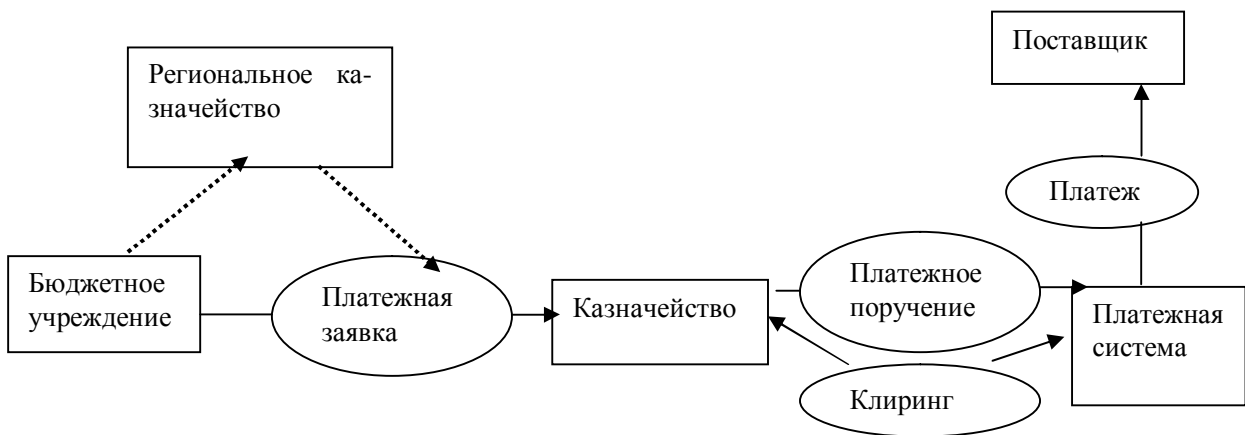 Поставщик
Региональное ка-
значейство
Платеж
Бюджетное
учреждение
Платежная
заявка
Казначейство
Платежное
поручение
Платежная
система
Клиринг